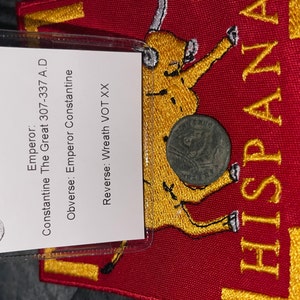 Emperor:
Constantine The Great 307-337 A.D
Obverse: Emperor Constantine
Reverse: Wreath VOT XX
HISPANA